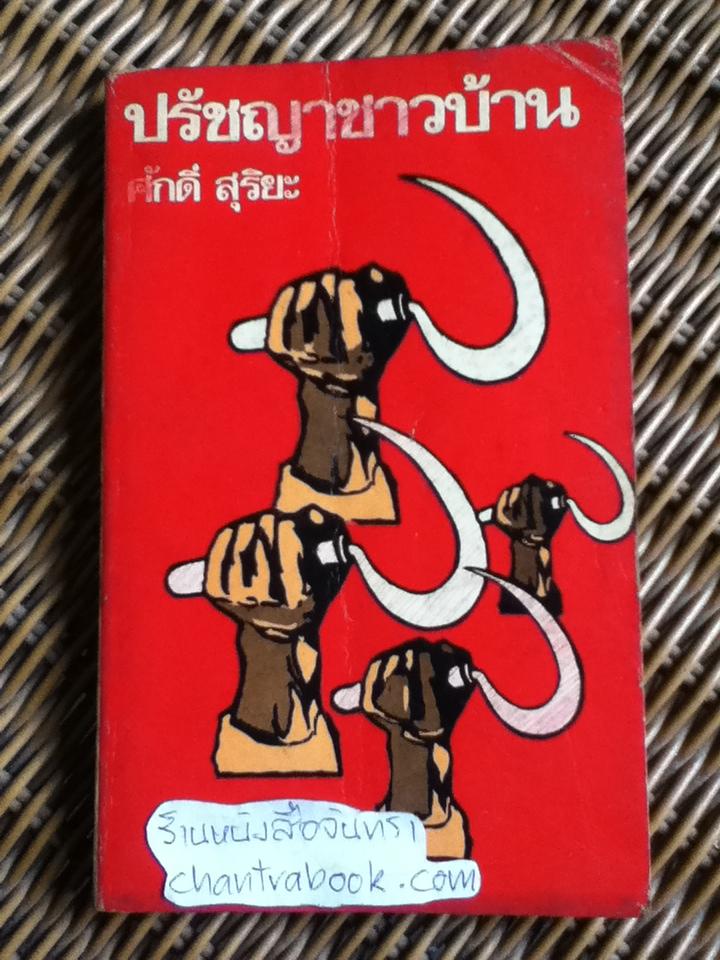 ปรัชญาชาวบ้าน
ศักดิ์ สุริยะ
ร้านหนังสือจันทรา
chantrabook.com